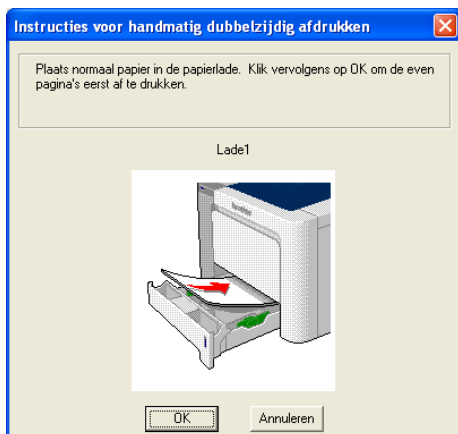 Instructies voor handmatig dubbelzijdig afdrukken
Plaats normaal papier in de papierlade. Klik vervolgens op OK om de even
pagina's eerst af te drukken.
Lade1
OK
Annuleren